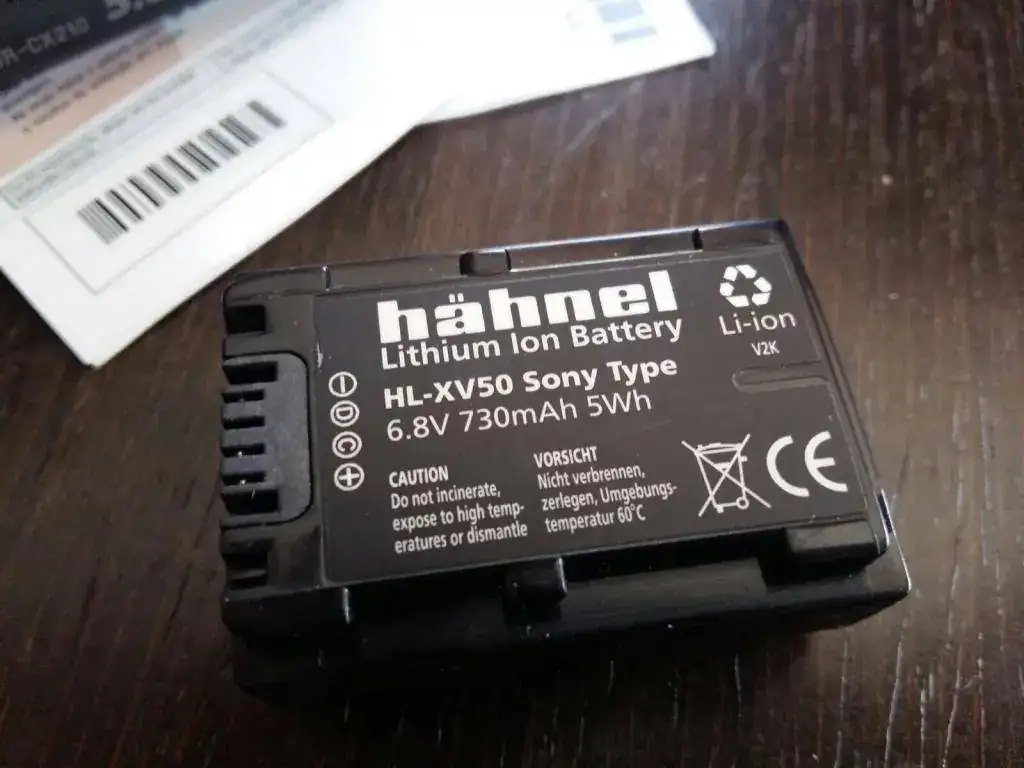 -CX210
hähnel
Lithium Ion Battery
HL-XV50 Sony Type
6.8V 730mAh 5Wh
Li-ion
V2K
I
D
C
+
CAUTION
Do not incinerate,
expose to high temp-
eratures or dismantle
VORSICHT
Nicht verbrennen,
zerlegen, Umgebungs-
temperatur 60°C
CE